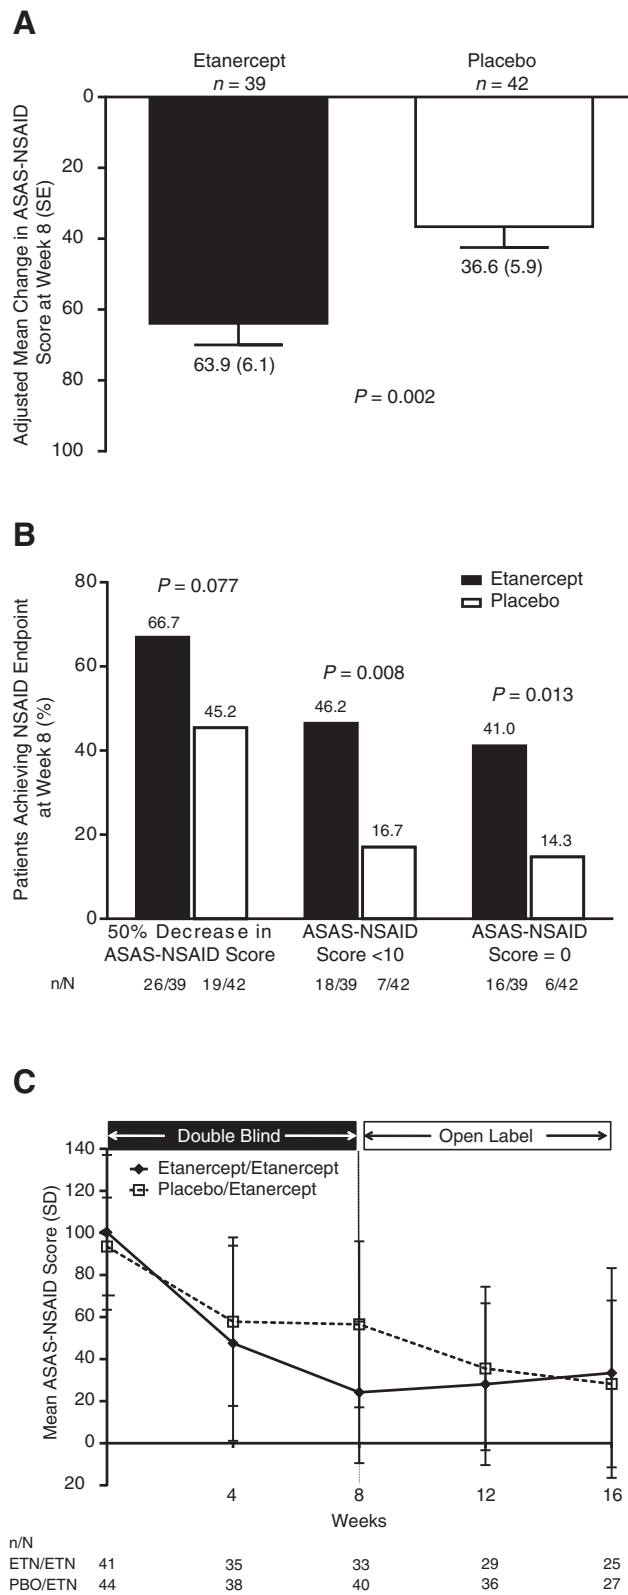 A
Etanercept
n = 39
Placebo
n = 42
Adjusted Mean Change in ASAS-NSAID
Score at Week 8 (SE)
0
20
40
60
80
100
36.6 (5.9)
63.9 (6.1)
P = 0.002
B
Patients Achieving NSAID Endpoint
at Week 8 (%)
80
60
40
20
0
Etanercept
Placebo
P = 0.077
66.7
45.2
P = 0.008
46.2
16.7
P = 0.013
41.0
14.3
50% Decrease in
ASAS-NSAID Score
ASAS-NSAID
Score <10
ASAS-NSAID
Score = 0
n/N 26/39 19/42 18/39 7/42 16/39 6/42
C
Double Blind
Open Label
Etanercept/Etanercept
Placebo/Etanercept
Mean ASAS-NSAID Score (SD)
140
120
100
80
60
40
20
0
20
4 8 12 16
Weeks
n/N
ETN/ETN 41 35 33 29 25
PBO/ETN 44 38 40 36 27